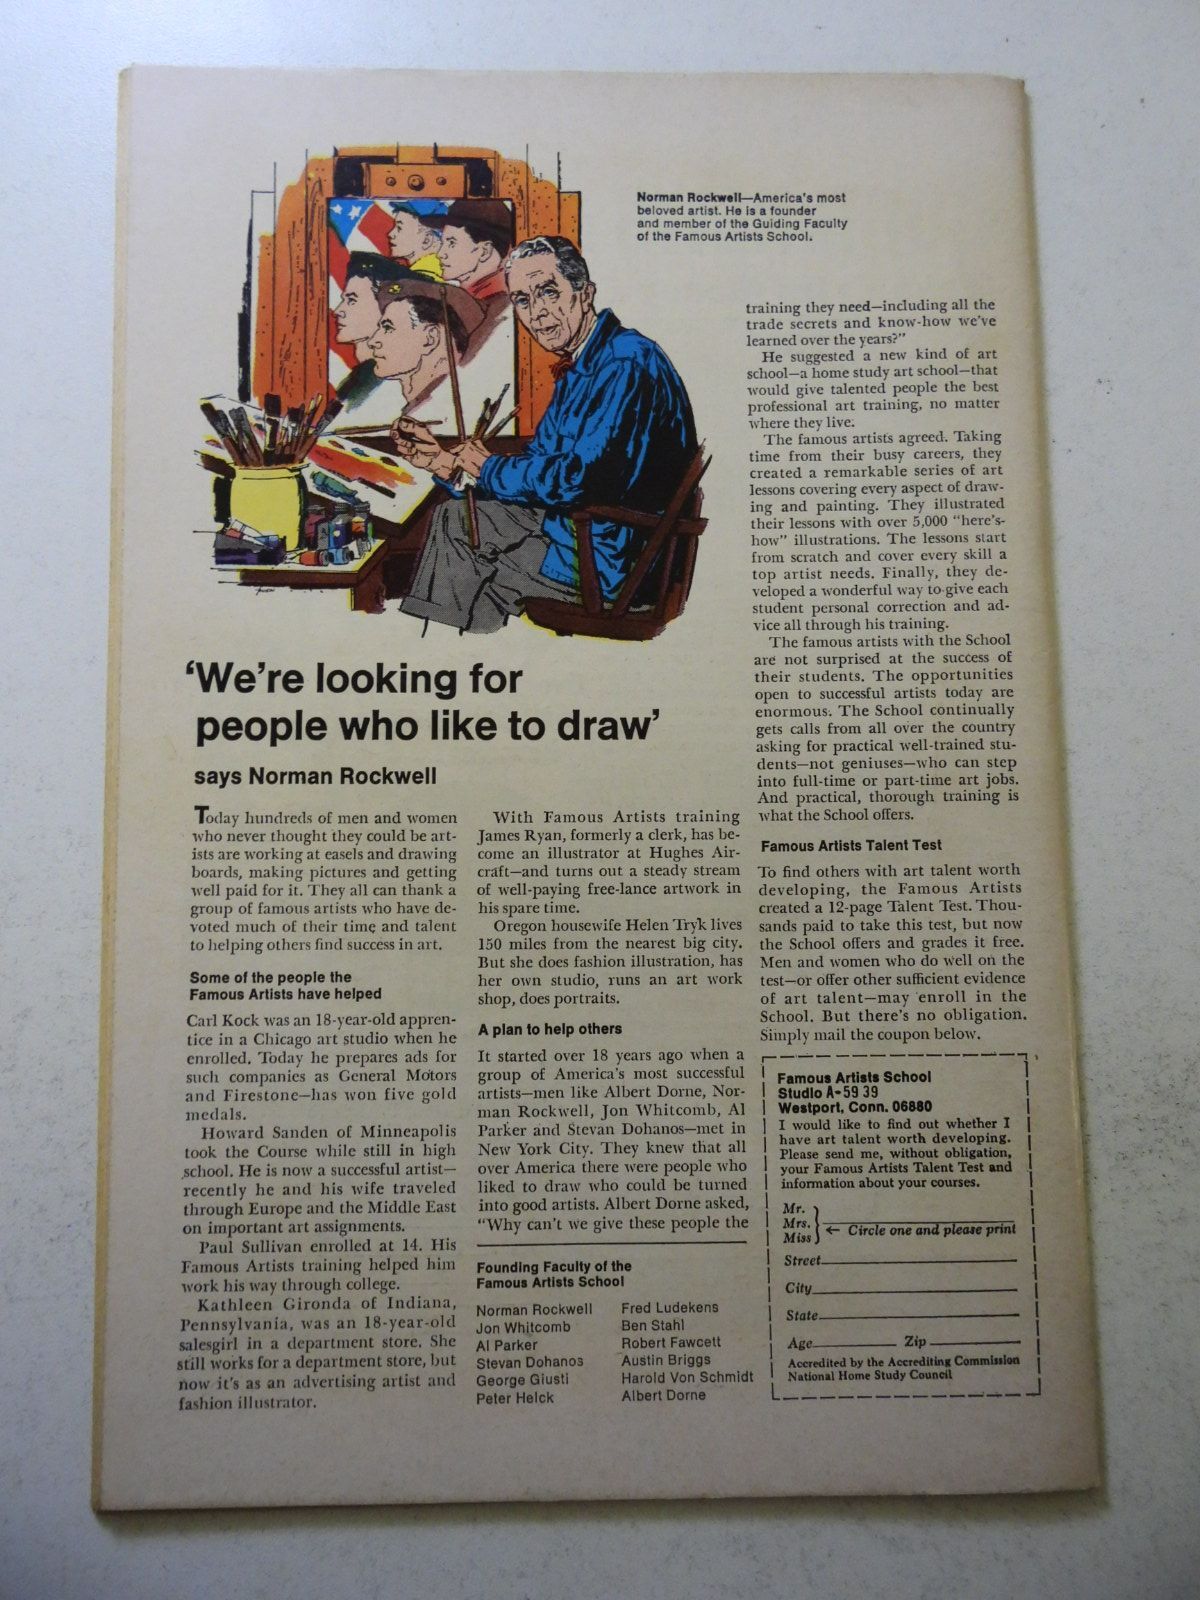 Norman Rockwell—America's most
beloved artist. He is a founder
and member of the Guiding Faculty
of the Famous Artists School.
'We're looking for
people who like to draw'
says Norman Rockwell
Today hundreds of men and women
who never thought they could be art-
ists are working at easels and drawing
boards, making pictures and getting
well paid for it. They all can thank a
group of famous artists who have de-
voted much of their time and talent
to helping others find success in art.
Some of the people the
Famous Artists have helped
Carl Kock was an 18-year-old appren-
tice in a Chicago art studio when he
enrolled. Today he prepares ads for
such companies as General Motors
and Firestone—has won five gold
medals.
Howard Sanden of Minneapolis
took the Course while still in high
school. He is now a successful artist—
recently he and his wife traveled
through Europe and the Middle East
on important art assignments.
Paul Sullivan enrolled at 14. His
Famous Artists training helped him
work his way through college.
Kathleen Gironda of Indiana,
Pennsylvania, was an 18-year-old
salesgirl in a department store. She
still works for a department store, but
now it's as an advertising artist and
fashion illustrator.
With Famous Artists training
James Ryan, formerly a clerk, has be-
come an illustrator at Hughes Air-
craft—and turns out a steady stream
of well-paying free-lance artwork in
his spare time.
Oregon housewife Helen Tryk lives
150 miles from the nearest big city.
But she does fashion illustration, has
her own studio, runs an art work
shop, does portraits.
A plan to help others
It started over 18 years ago when a
group of America's most successful
artists—men like Albert Dorne, Nor-
man Rockwell, Jon Whitcomb, Al
Parker and Stevan Dohanos—met in
New York City. They knew that all
over America there were people who
liked to draw who could be turned
into good artists. Albert Dorne asked,
"Why can't we give these people the
training they need—including all the
trade secrets and know-how we've
learned over the years?"
He suggested a new kind of art
school—a home study art school—that
would give talented people the best
professional art training, no matter
where they live.
The famous artists agreed. Taking
time from their busy careers, they
created a remarkable series of art
lessons covering every aspect of draw-
ing and painting. They illustrated
their lessons with over 5,000 "here's-
how" illustrations. The lessons start
from scratch and cover every skill a
top artist needs. Finally, they de-
veloped a wonderful way to give each
student personal correction and ad-
vice all through his training.
The famous artists with the School
are not surprised at the success of
their students. The opportunities
open to successful artists today are
enormous. The School continually
gets calls from all over the country
asking for practical well-trained stu-
dents—not geniuses—who can step
into full-time or part-time art jobs.
And practical, thorough training is
what the School offers.
Famous Artists Talent Test
To find others with art talent worth
developing, the Famous Artists
created a 12-page Talent Test. Thou-
sands paid to take this test, but now
the School offers and grades it free.
Men and women who do well on the
test—or offer other sufficient evidence
of art talent—may enroll in the
School. But there's no obligation.
Simply mail the coupon below.
Founding Faculty of the
Famous Artists School
Norman Rockwell
Jon Whitcomb
Al Parker
Stevan Dohanos
George Giusti
Peter Helck
Fred Ludekens
Ben Stahl
Robert Fawcett
Austin Briggs
Harold Von Schmidt
Albert Dorne
Famous Artists School
Studio A-59 39
Westport, Conn. 06880
I would like to find out whether I
have art talent worth developing.
Please send me, without obligation,
your Famous Artists Talent Test and
information about your courses.
Mr.
Mrs.
Miss
← Circle one and please print
Street
City
State
Age Zip
Accredited by the Accrediting Commission
National Home Study Council